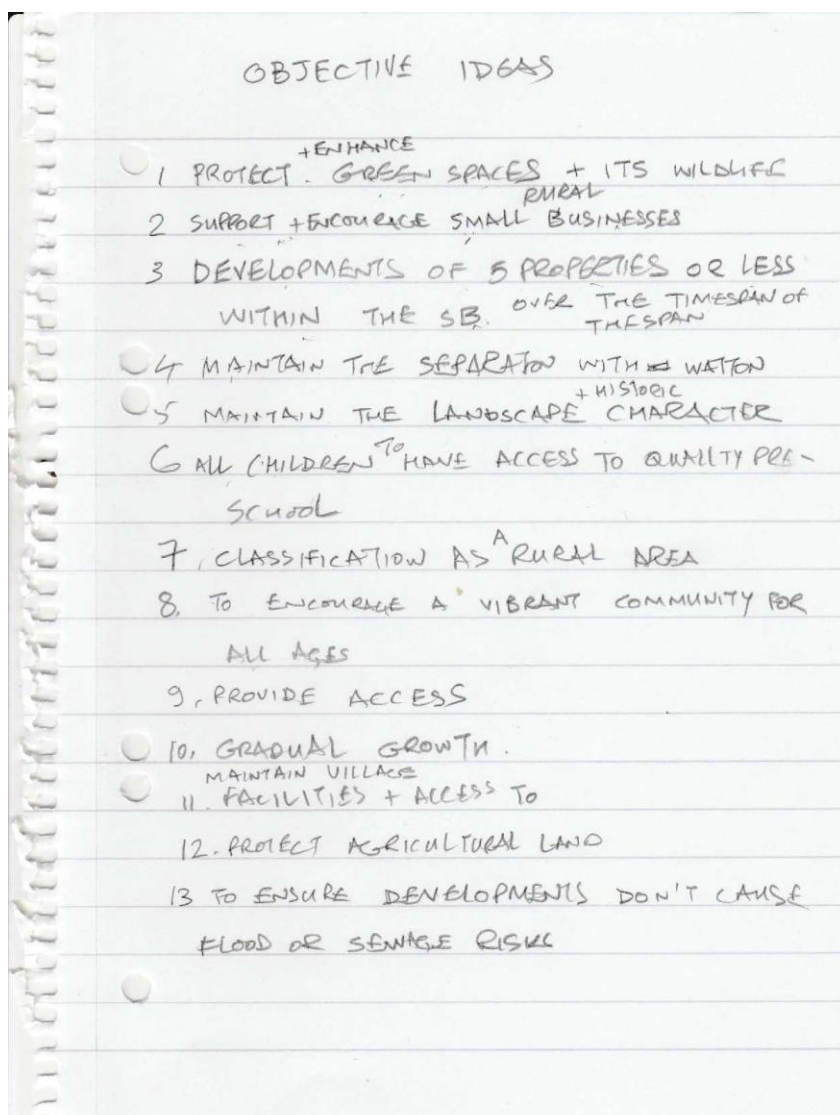 OBJECTIVE IDEAS
+ ENHANCE
1 PROTECT . GREEN SPACES + ITS WILDLIFE
RURAL
2 SUPPORT + ENCOURAGE SMALL BUSINESSES
3 DEVELOPMENTS OF 5 PROPERTIES OR LESS
WITHIN THE SB. OVER THE TIMESPAN OF
THESPAN
4 MAINTAIN THE SEPARATON WITH WATTON
+ HISTORIC
5 MAINTAIN THE LANDSCAPE CHARACTER
6 ALL CHILDREN TO HAVE ACCESS TO QUALITY PRE-
SCHOOL
7, CLASSIFICATION AS A RURAL AREA
8. TO ENCOURAGE A VIBRANT COMMUNITY FOR
ALL AGES
9, PROVIDE ACCESS
10, GRADUAL GROWTH.
MAINTAIN VILLAGE
11. FACILITIES + ACCESS TO
12. PROTECT AGRICULTURAL LAND
13 TO ENSURE DEVELOPMENTS DON'T CAUSE
FLOOD OR SEWAGE RISKS